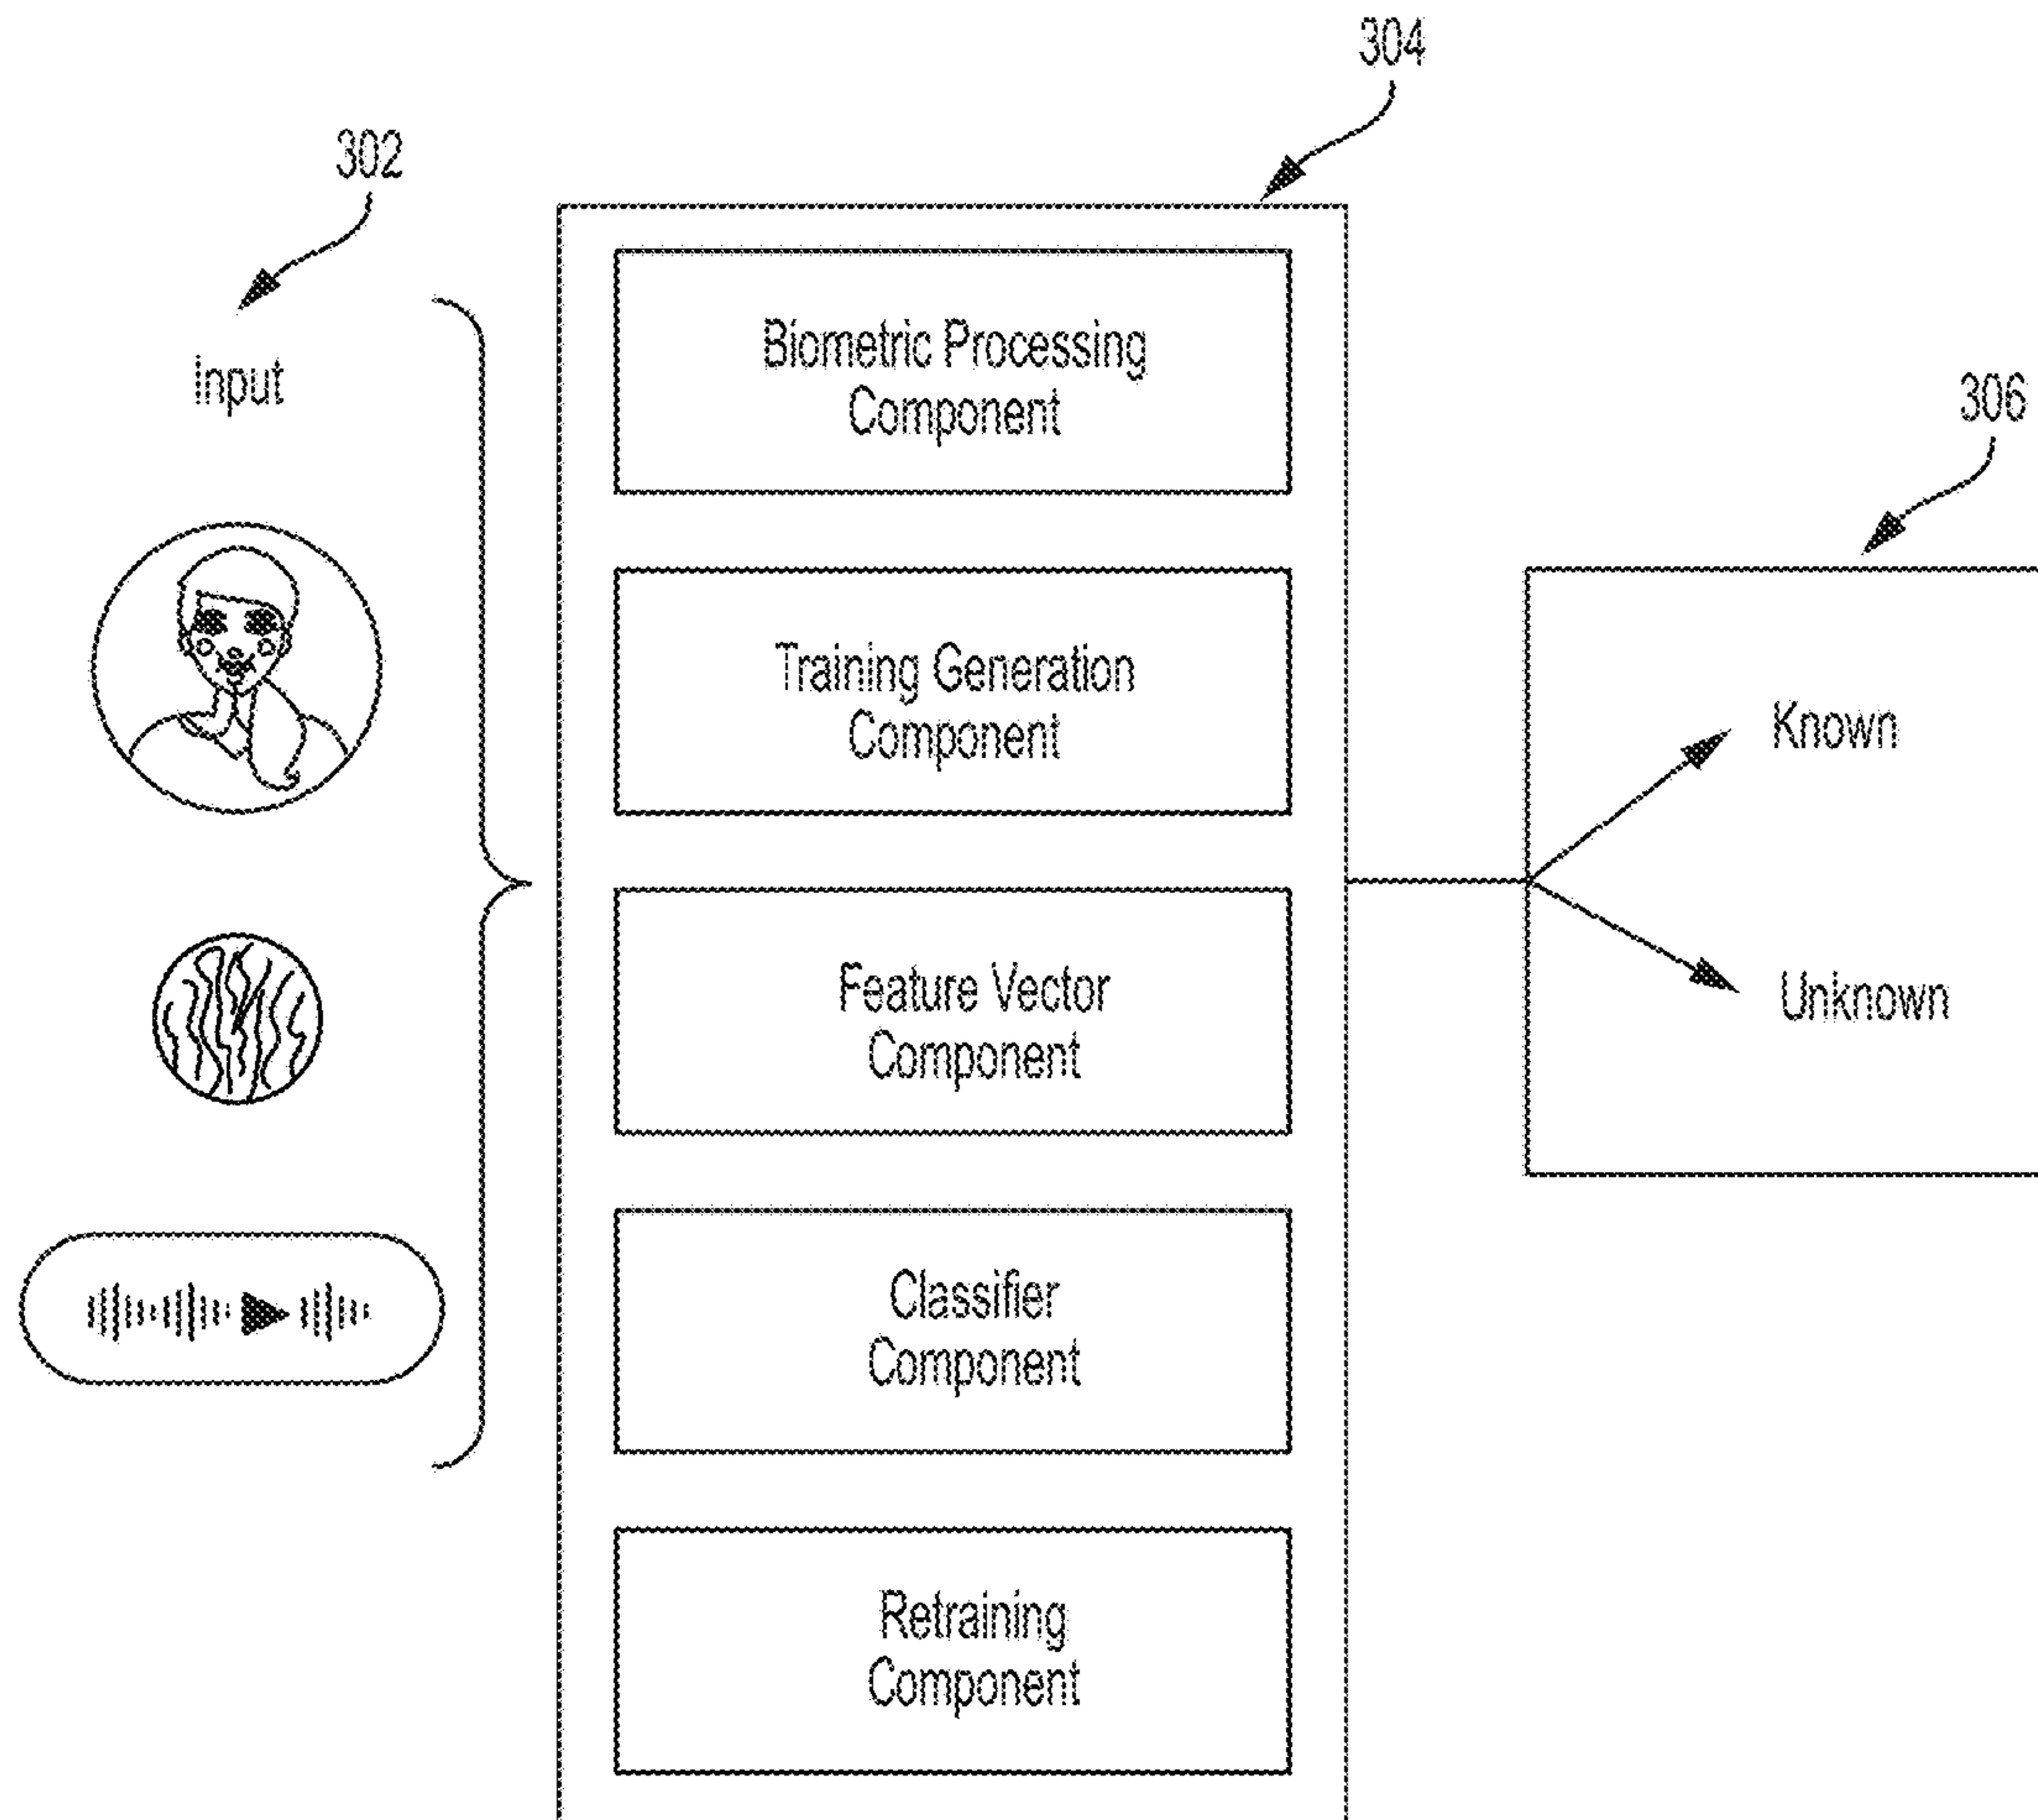 304
302
input
Biometric Processing
Component
306
Training Generation
Component
Known
Feature Vector
Component
Unknown
Classifier
Component
Retraining
Component